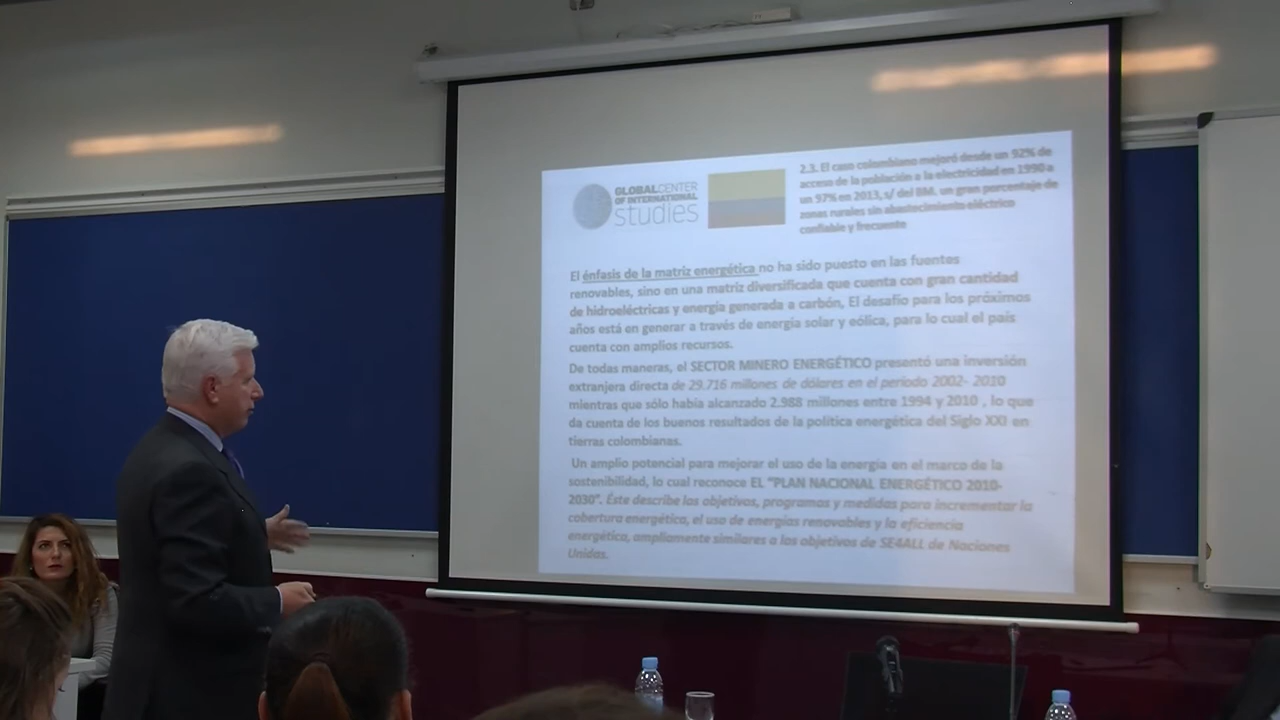 GLOBALCENTER
OF INTERNATIONAL
studies
2.3. El caso colombiano mejoró desde un 92% de
acceso de la población a la electricidad en 1990 a
un 97% en 2013, s/ del BM. un gran porcentaje de
zonas rurales sin abastecimiento eléctrico
confiable y frecuente
El énfasis de la matriz energética no ha sido puesto en las fuentes
renovables, sino en una matriz diversificada que cuenta con gran cantidad
de hidroeléctricas y energía generada a carbón, El desafío para los próximos
años está en generar a través de energía solar y eólica, para lo cual el país
cuenta con amplios recursos.
De todas maneras, el SECTOR MINERO ENERGÉTICO presentó una inversión
extranjera directa de 29.716 millones de dólares en el periodo 2002- 2010
mientras que sólo había alcanzado 2.988 millones entre 1994 y 2010 , lo que
da cuenta de los buenos resultados de la política energética del Siglo XXI en
tierras colombianas.
Un amplio potencial para mejorar el uso de la energía en el marco de la
sostenibilidad, lo cual reconoce EL "PLAN NACIONAL ENERGÉTICO 2010-
2030". Éste describe los objetivos, programas y medidas para incrementar la
cobertura energética, el uso de energías renovables y la eficiencia
energética, ampliamente similares a los objetivos de SE4ALL de Naciones
Unidas.